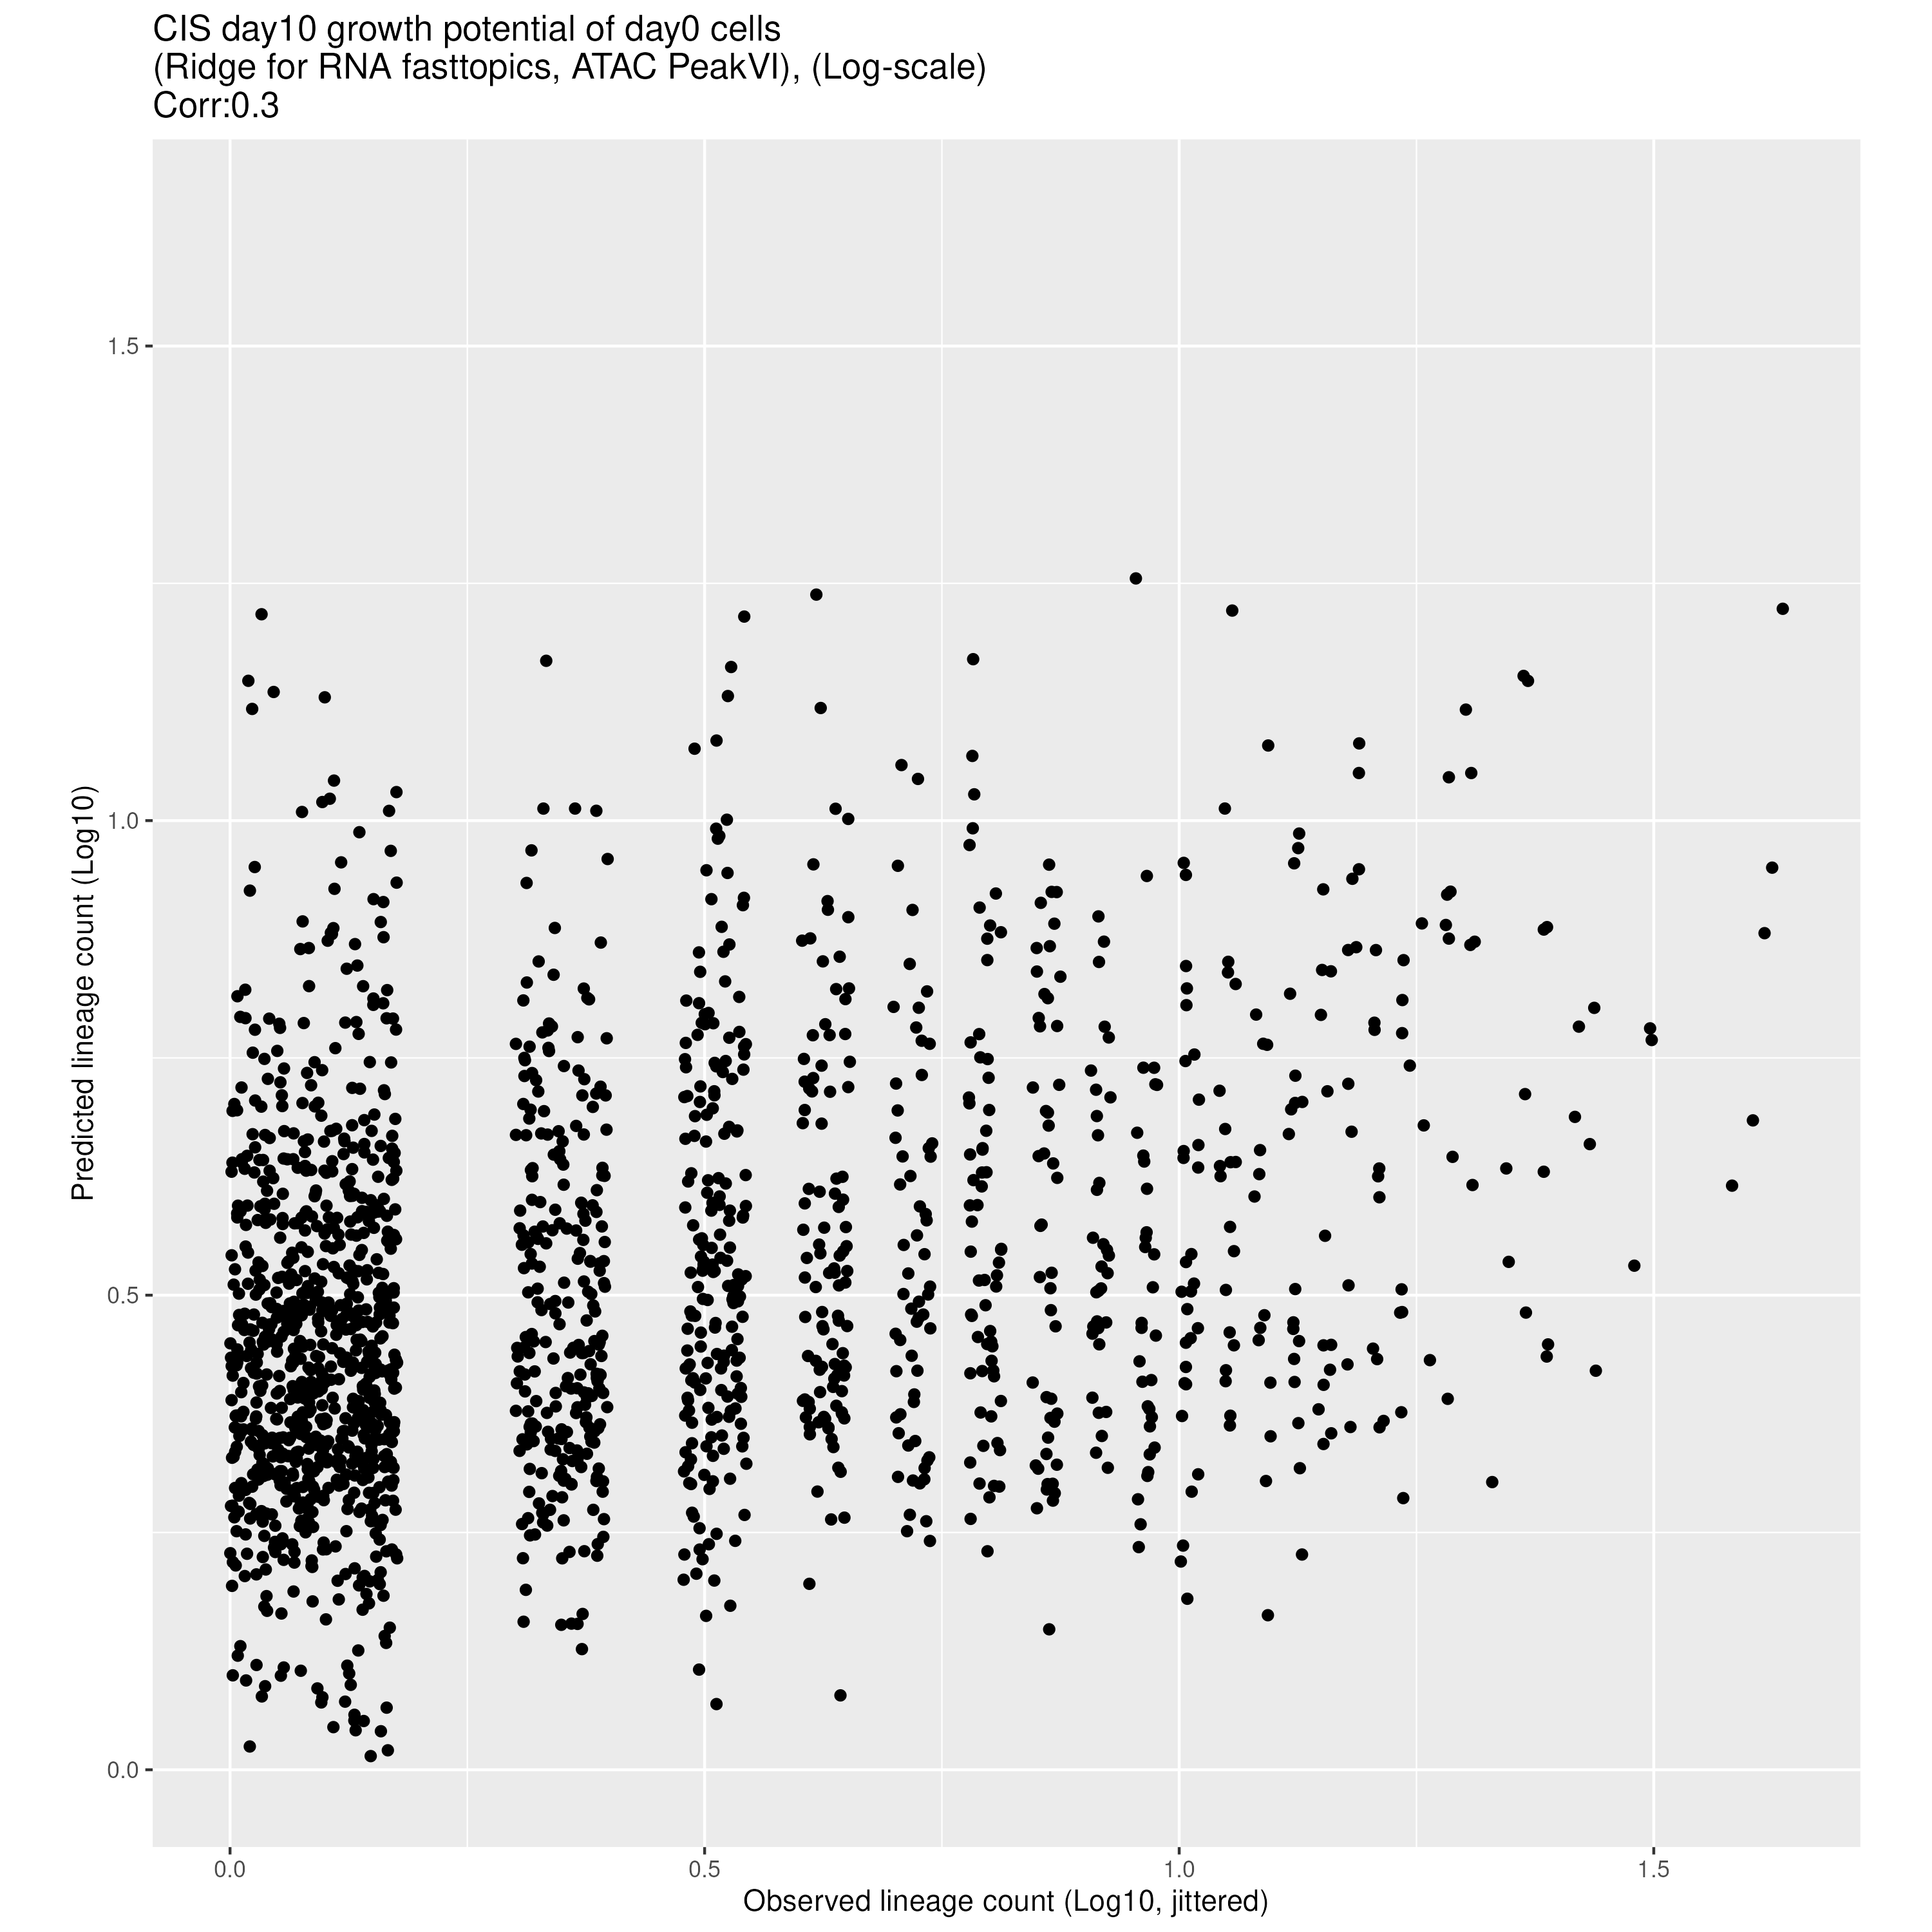 CIS day10 growth potential of day0 cells
(Ridge for RNA fasttopics, ATAC PeakVI), (Log-scale)
Corr:0.3
Predicted lineage count (Log10)
1.5
1.0
0.5
0.0
0.0 0.5 1.0 1.5
Observed lineage count (Log10, jittered)